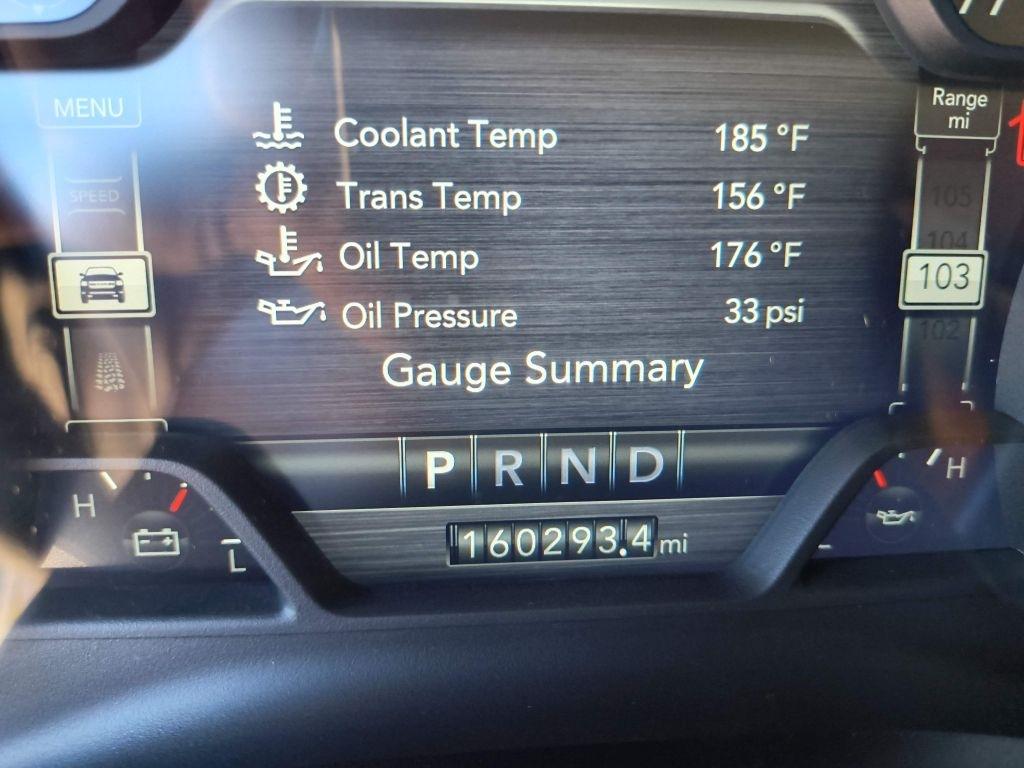 MENU
Range
mi
Coolant Temp 185 °F
SPEED
Trans Temp 156 °F
105
104
Oil Temp 176 °F
103
Oil Pressure 33 psi
102
Gauge Summary
P R N D
H
H
L
160293.4 mi